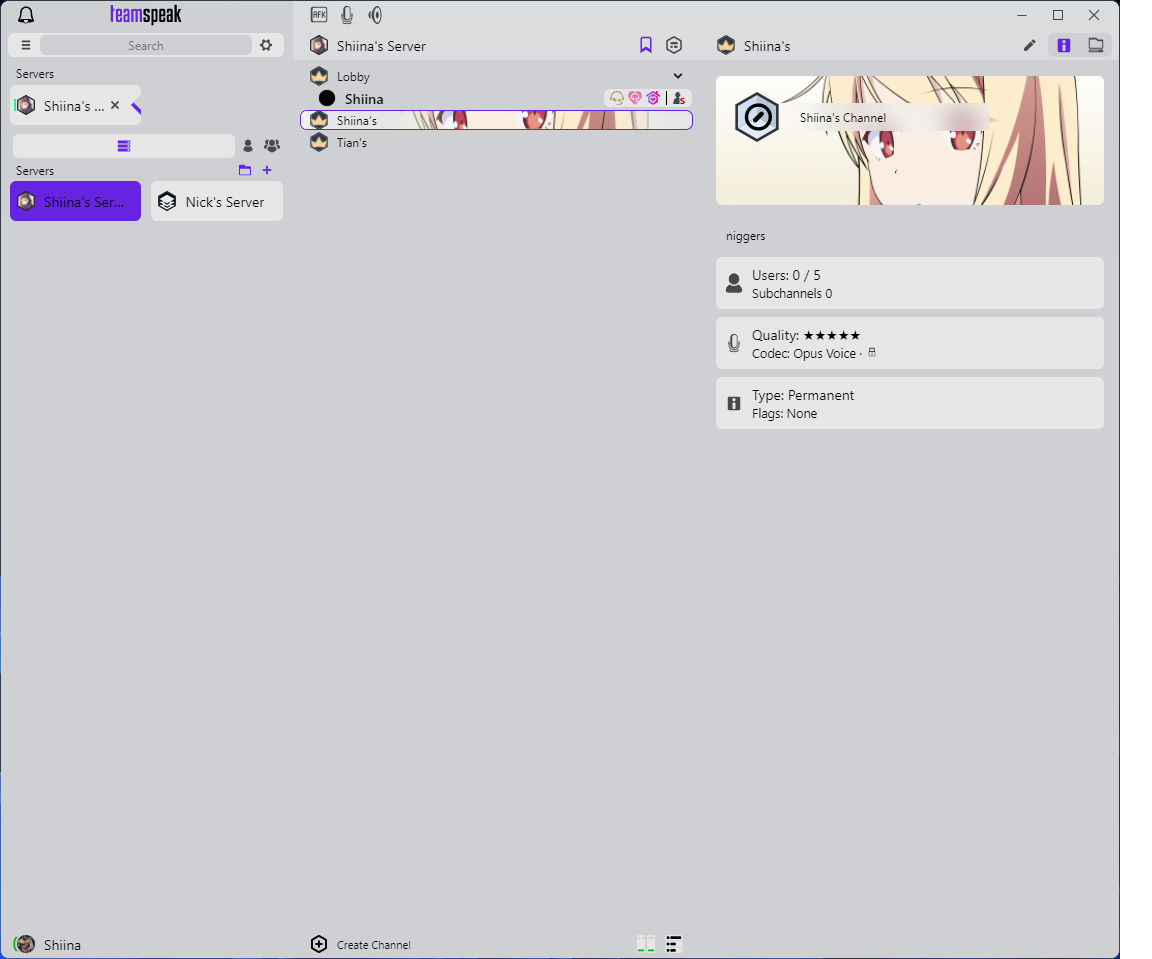 teamspeak
Search
Servers
Shiina's ...
Servers
Shiina's Ser...
Nick's Server
Shiina
AFK
Shiina's Server
Lobby
Shiina
S
Shiina's
Tian's
Create Channel
Shiina's
Shiina's Channel
niggers
Users: 0 / 5
Subchannels 0
Quality: ★★★★★
Codec: Opus Voice ·
Type: Permanent
Flags: None